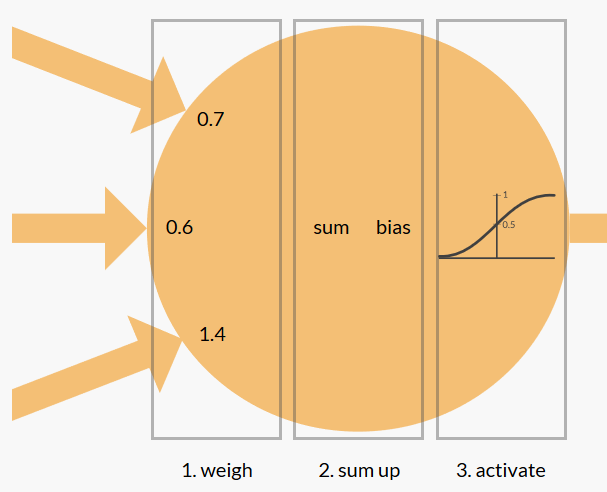 0.7
0.6
1.4
sum bias
1
0.5
1. weigh
2. sum up
3. activate